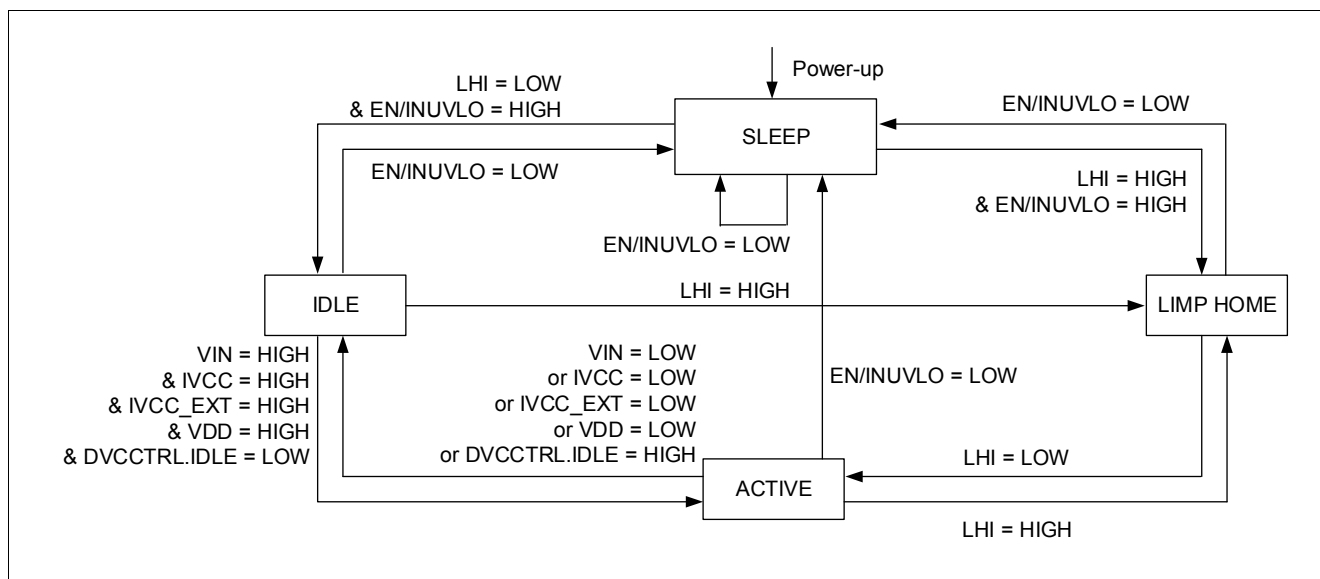 Power-up
LHI = LOW
& EN/INUVLO = HIGH
EN/INUVLO = LOW
SLEEP
EN/INUVLO = LOW
LHI = HIGH
& EN/INUVLO = HIGH
EN/INUVLO = LOW
IDLE
LHI = HIGH
LIMP HOME
VIN = HIGH
& IVCC = HIGH
& IVCC_EXT = HIGH
& VDD = HIGH
& DVCCTRL.IDLE = LOW
VIN = LOW
or IVCC = LOW
or IVCC_EXT = LOW
or VDD = LOW
or DVCCTRL.IDLE = HIGH
EN/INUVLO = LOW
LHI = LOW
ACTIVE
LHI = HIGH